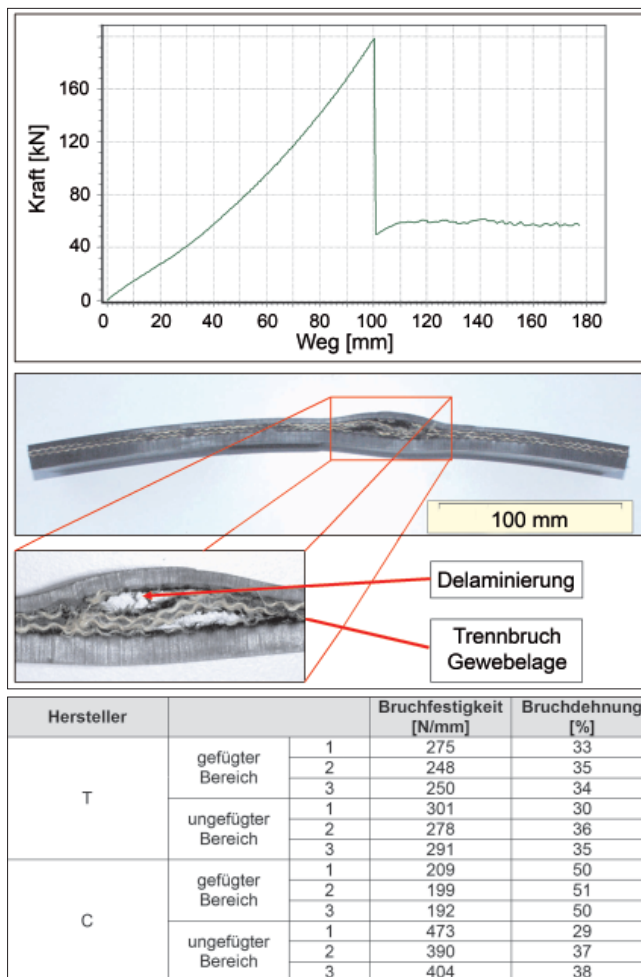 Kraft [kN]
160
120
80
40
0
0 20 40 60 80 100 120 140 160 180
Weg [mm]
100 mm
Delaminierung
Trennbruch
Gewebelage
Hersteller Bruchfestigkeit [N/mm] Bruchdehnung [%]
T gefügter Bereich 1 275 33
2 248 35
3 250 34
ungefügter Bereich 1 301 30
2 278 36
3 291 35
C gefügter Bereich 1 209 50
2 199 51
3 192 50
ungefügter Bereich 1 473 29
2 390 37
3 404 38